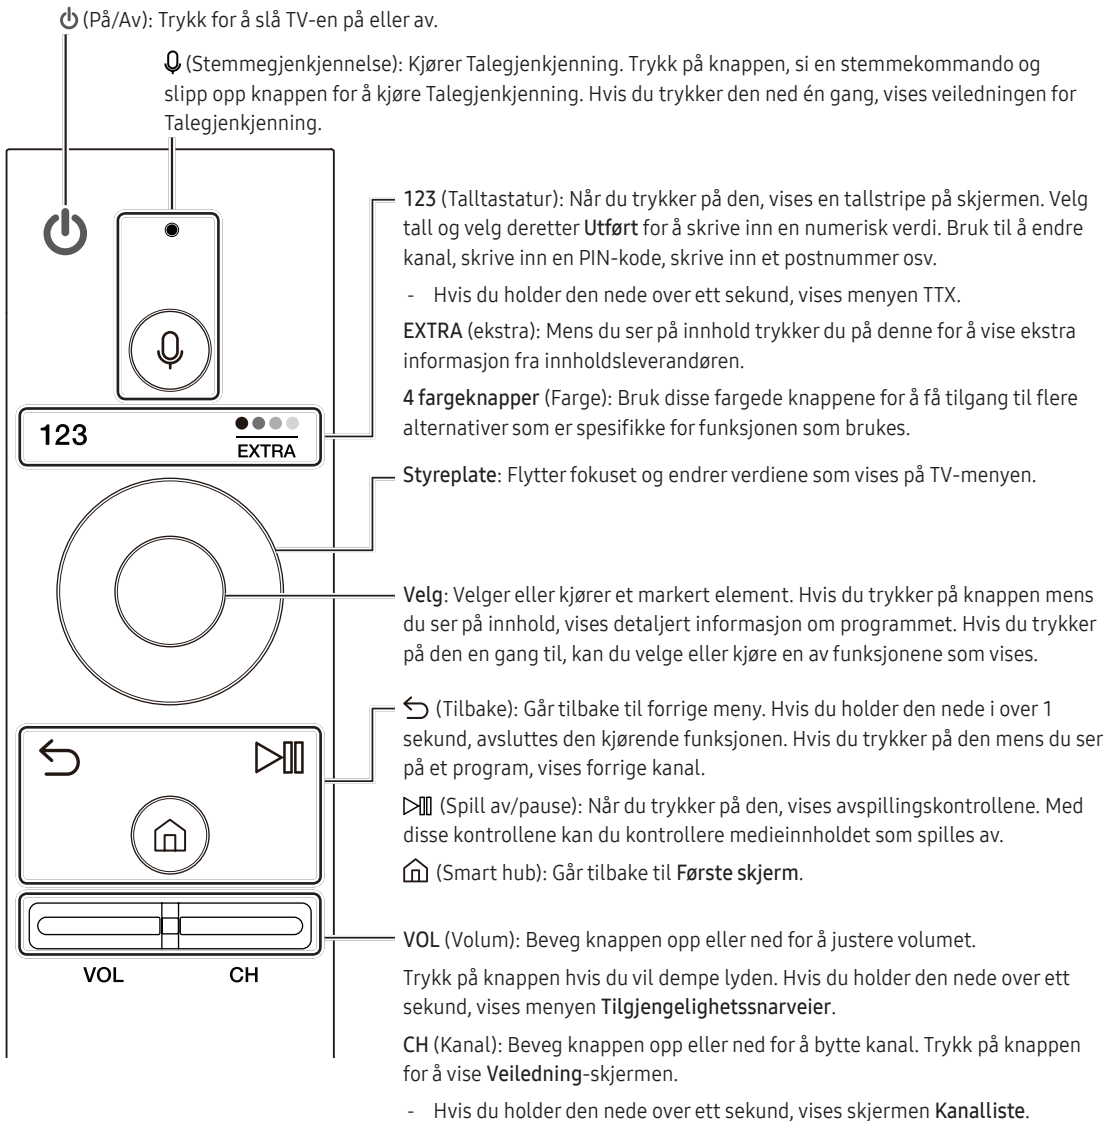 (På/Av): Trykk for å slå TV-en på eller av.
(Stemmegjenkjennelse): Kjører Talegjenkjenning. Trykk på knappen, si en stemmekommando og
slipp opp knappen for å kjøre Talegjenkjenning. Hvis du trykker den ned én gang, vises veiledningen for
Talegjenkjenning.
123 (Talltastatur): Når du trykker på den, vises en tallstripe på skjermen. Velg
tall og velg deretter Utført for å skrive inn en numerisk verdi. Bruk til å endre
kanal, skrive inn en PIN-kode, skrive inn et postnummer osv.
- Hvis du holder den nede over ett sekund, vises menyen TTX.
EXTRA (ekstra): Mens du ser på innhold trykker du på denne for å vise ekstra
informasjon fra innholdsleverandøren.
4 fargeknapper (Farge): Bruk disse fargede knappene for å få tilgang til flere
alternativer som er spesifikke for funksjonen som brukes.
123
EXTRA
Styreplate: Flytter fokuset og endrer verdiene som vises på TV-menyen.
Velg: Velger eller kjører et markert element. Hvis du trykker på knappen mens
du ser på innhold, vises detaljert informasjon om programmet. Hvis du trykker
på den en gang til, kan du velge eller kjøre en av funksjonene som vises.
(Tilbake): Går tilbake til forrige meny. Hvis du holder den nede i over 1
sekund, avsluttes den kjørende funksjonen. Hvis du trykker på den mens du ser
på et program, vises forrige kanal.
(Spill av/pause): Når du trykker på den, vises avspillingskontrollene. Med
disse kontrollene kan du kontrollere medieinnholdet som spilles av.
(Smart hub): Går tilbake til Første skjerm.
VOL (Volum): Beveg knappen opp eller ned for å justere volumet.
Trykk på knappen hvis du vil dempe lyden. Hvis du holder den nede over ett
sekund, vises menyen Tilgjengelighetssnarveier.
VOL
CH
CH (Kanal): Beveg knappen opp eller ned for å bytte kanal. Trykk på knappen
for å vise Veiledning-skjermen.
- Hvis du holder den nede over ett sekund, vises skjermen Kanalliste.